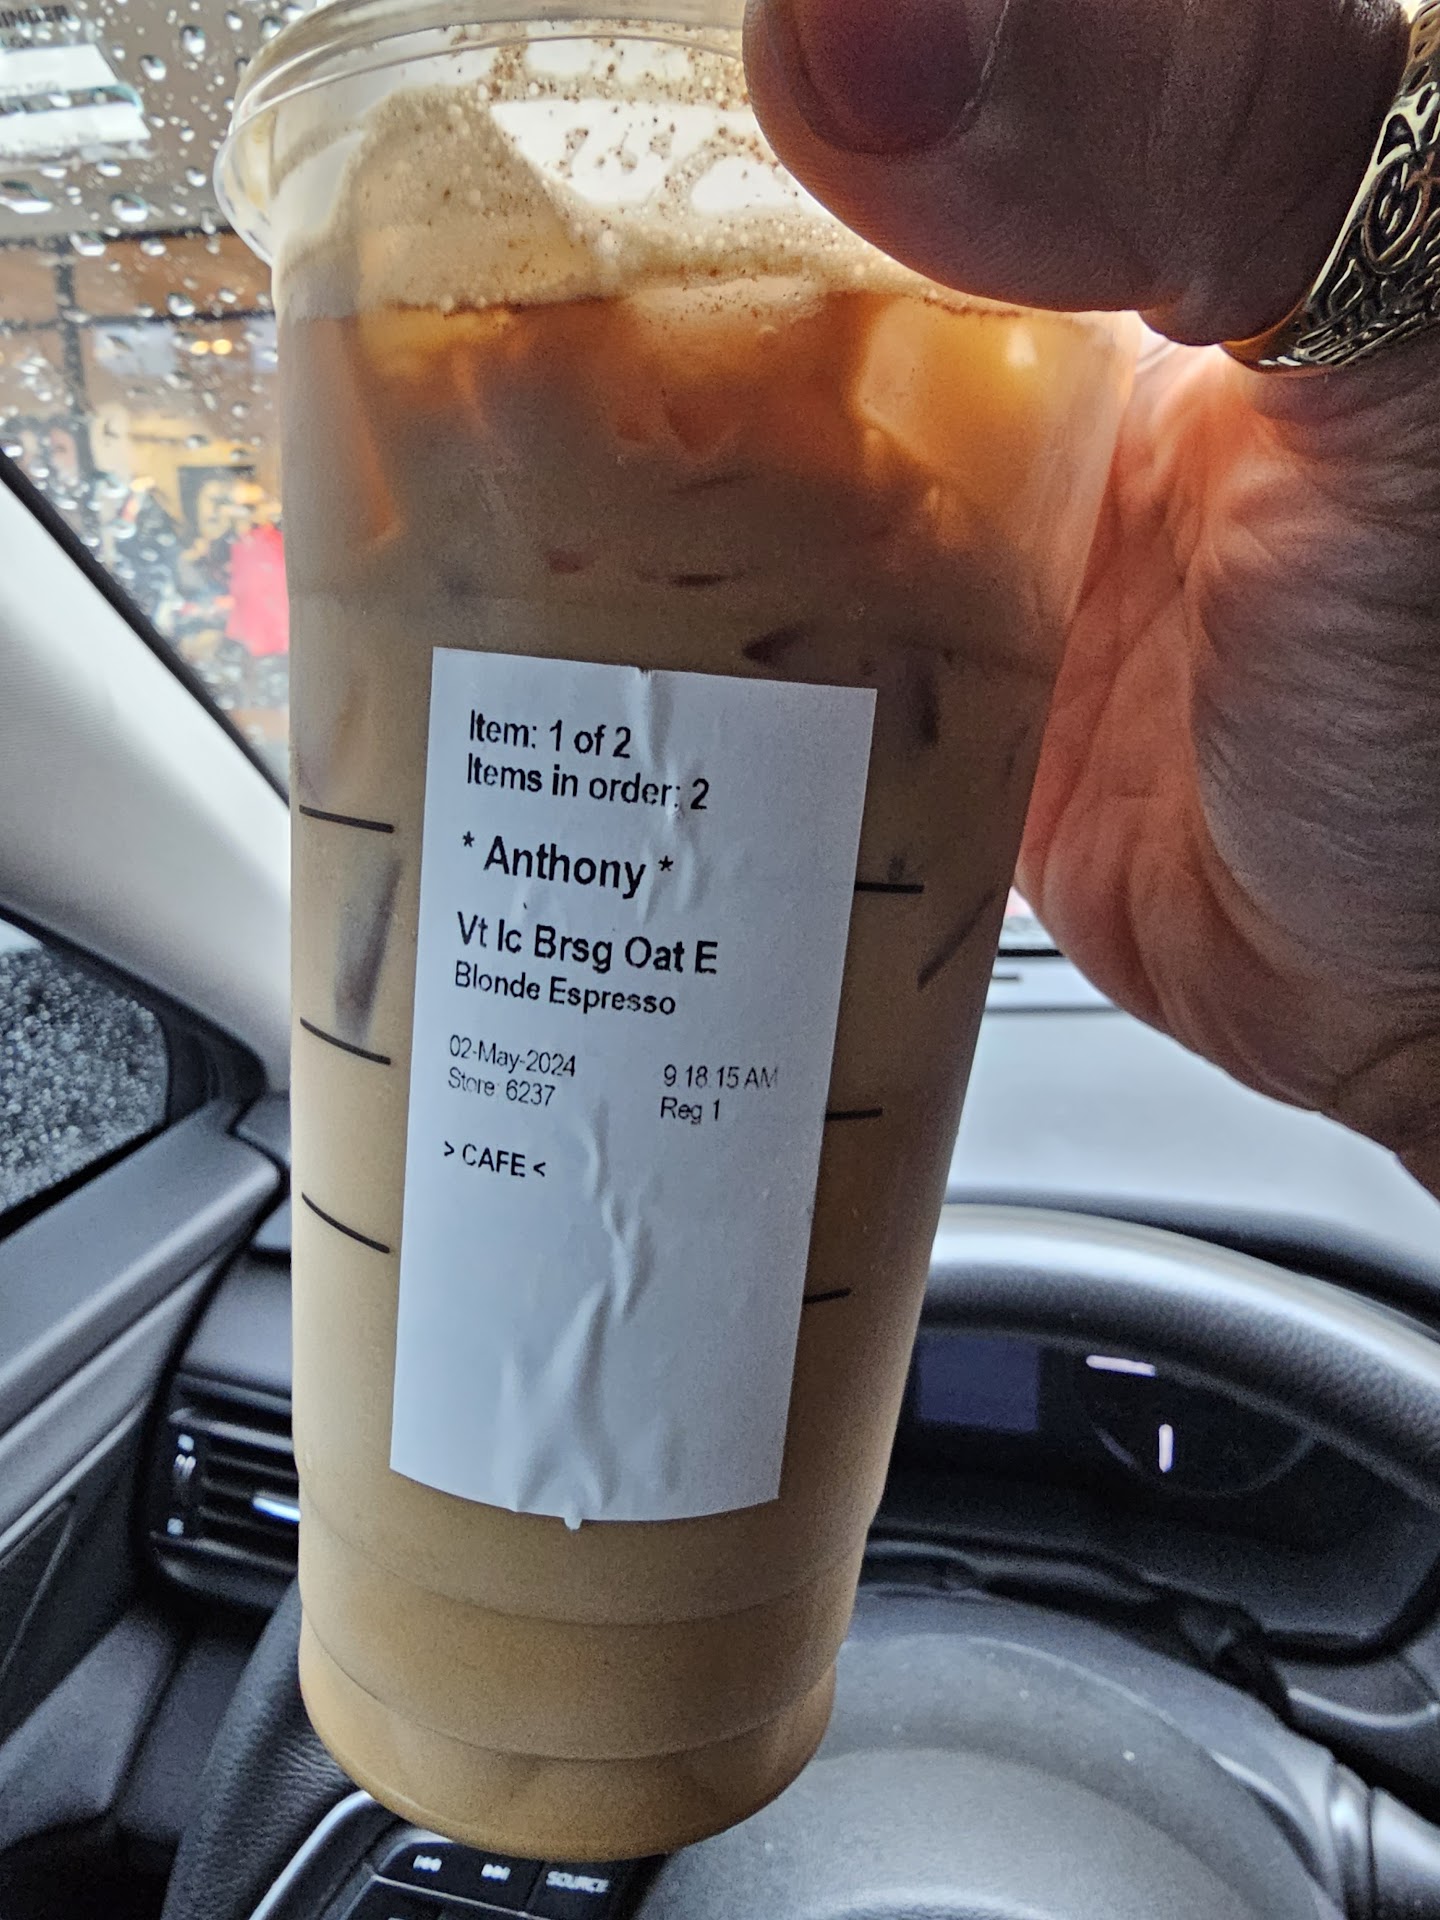 Item: 1 of 2
Items in order: 2
* Anthony *
Vt Ic Brsg Oat E
Blonde Espresso
02-May-2024 9:18:15 AM
Store: 6237 Reg 1
> CAFE <
SOURCE